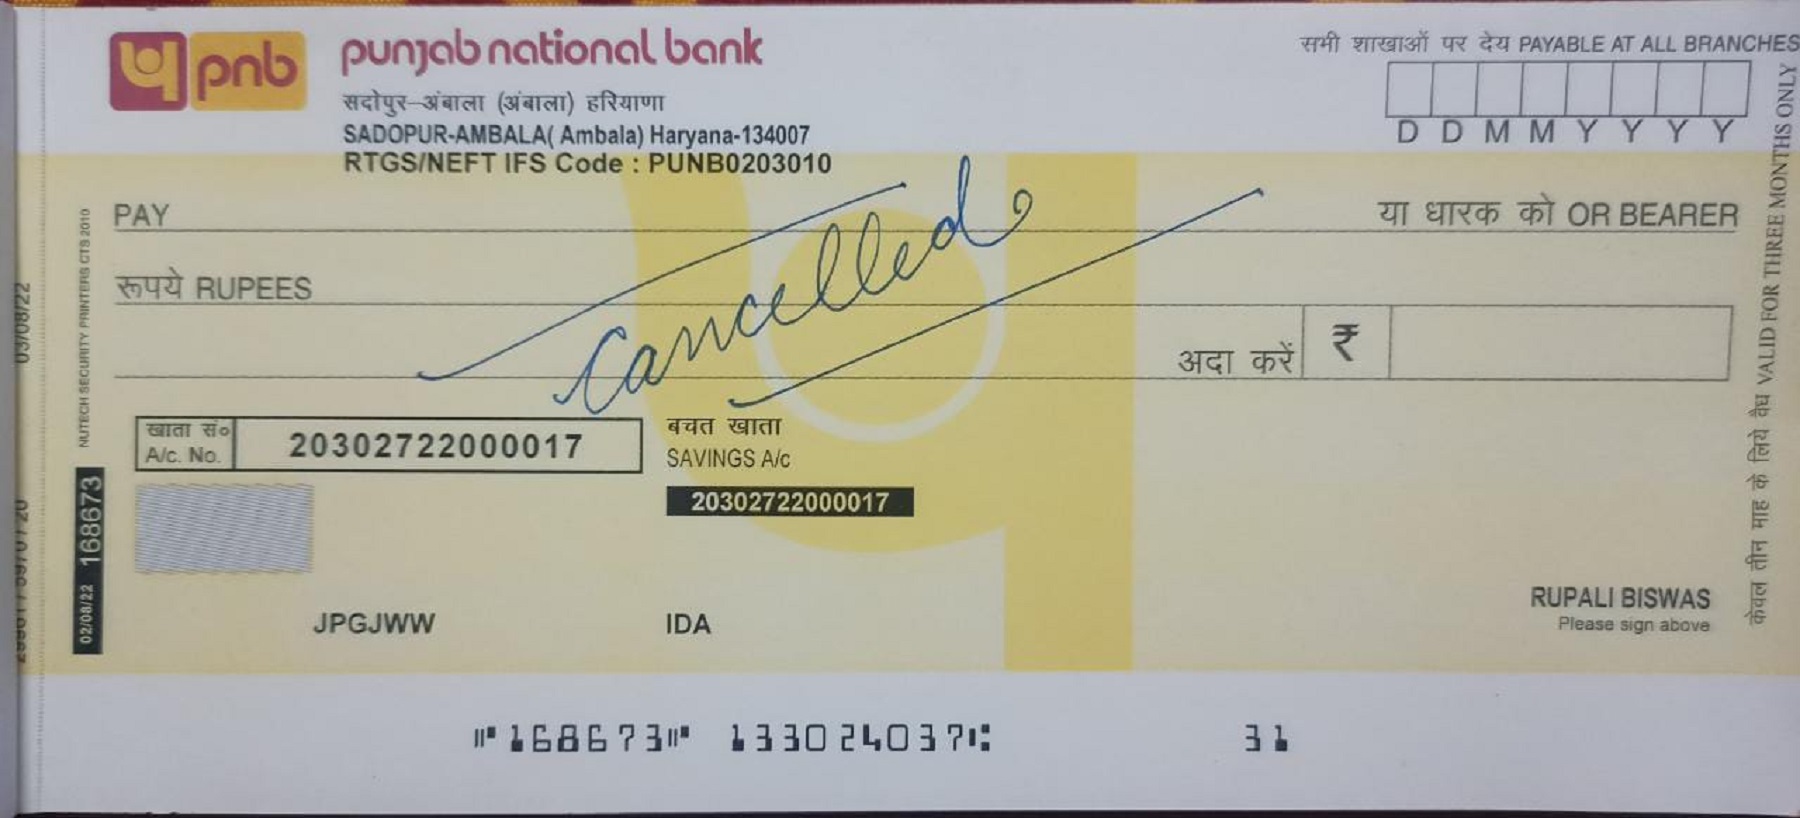 प pnb punjab national bank
सदोपुर-अंबाला (अंबाला) हरियाणा
SADOPUR-AMBALA( Ambala) Haryana-134007
RTGS/NEFT IFS Code : PUNB0203010
सभी शाखाओं पर देय PAYABLE AT ALL BRANCHES
D D M M Y Y Y Y
PAY
या धारक को OR BEARER
cancelled
रूपये RUPEES
अदा करें ₹
खाता सं०
A/c. No. 20302722000017
बचत खाता
SAVINGS A/c
20302722000017
JPGJWW IDA
RUPALI BISWAS
Please sign above
⑈168673⑈ 133024037⑆ 31
केवल तीन माह के लिये वैध VALID FOR THREE MONTHS ONLY
NUTECH SECURITY PRINTERS CTS 2010
02/08/22 168673
03/08/22